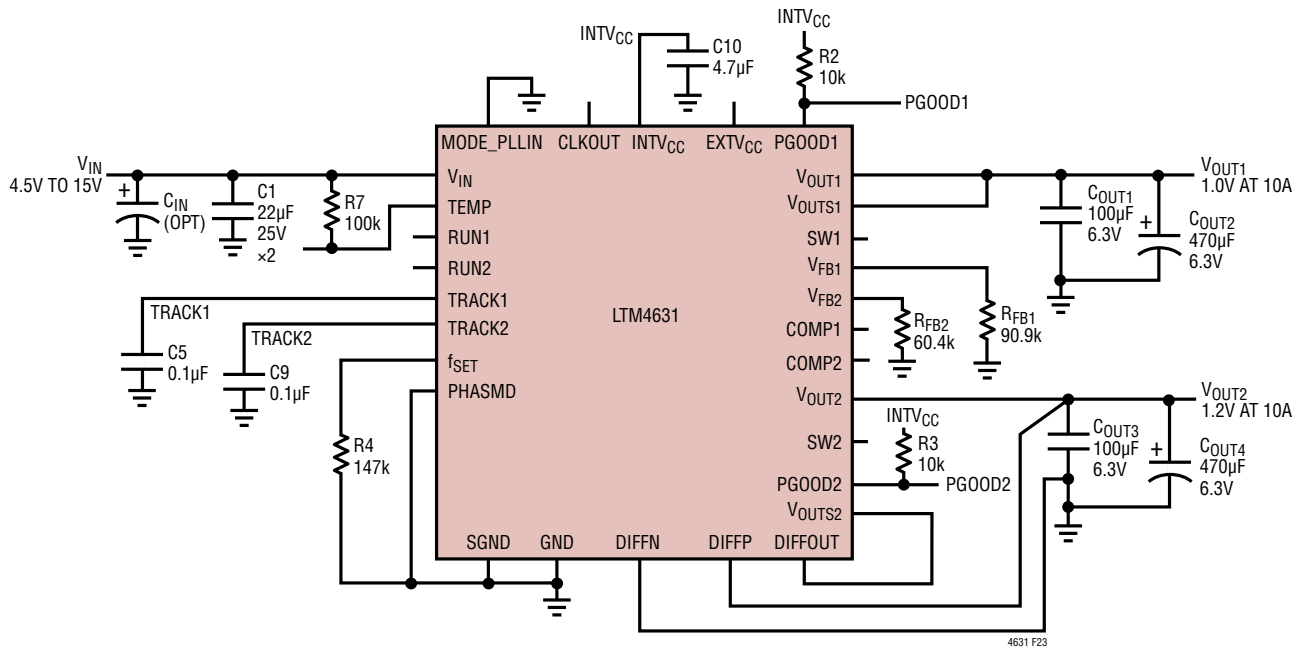 INTVCC
C10
4.7µF
INTVCC
R2
10k
PGOOD1
MODE_PLLIN
CLKOUT
INTVCC
EXTVCC
PGOOD1
VIN
4.5V TO 15V
+
CIN
(OPT)
C1
22µF
25V
×2
R7
100k
VIN
TEMP
RUN1
RUN2
TRACK1
TRACK2
fSET
PHASMD
TRACK1
C5
0.1µF
TRACK2
C9
0.1µF
R4
147k
LTM4631
VOUT1
VOUTS1
SW1
VFB1
VFB2
COMP1
COMP2
VOUT2
SW2
PGOOD2
VOUTS2
SGND
GND
DIFFN
DIFFP
DIFFOUT
VOUT1
1.0V AT 10A
COUT1
100µF
6.3V
+
COUT2
470µF
6.3V
RFB2
60.4k
RFB1
90.9k
VOUT2
1.2V AT 10A
INTVCC
R3
10k
PGOOD2
COUT3
100µF
6.3V
+
COUT4
470µF
6.3V
4631 F23